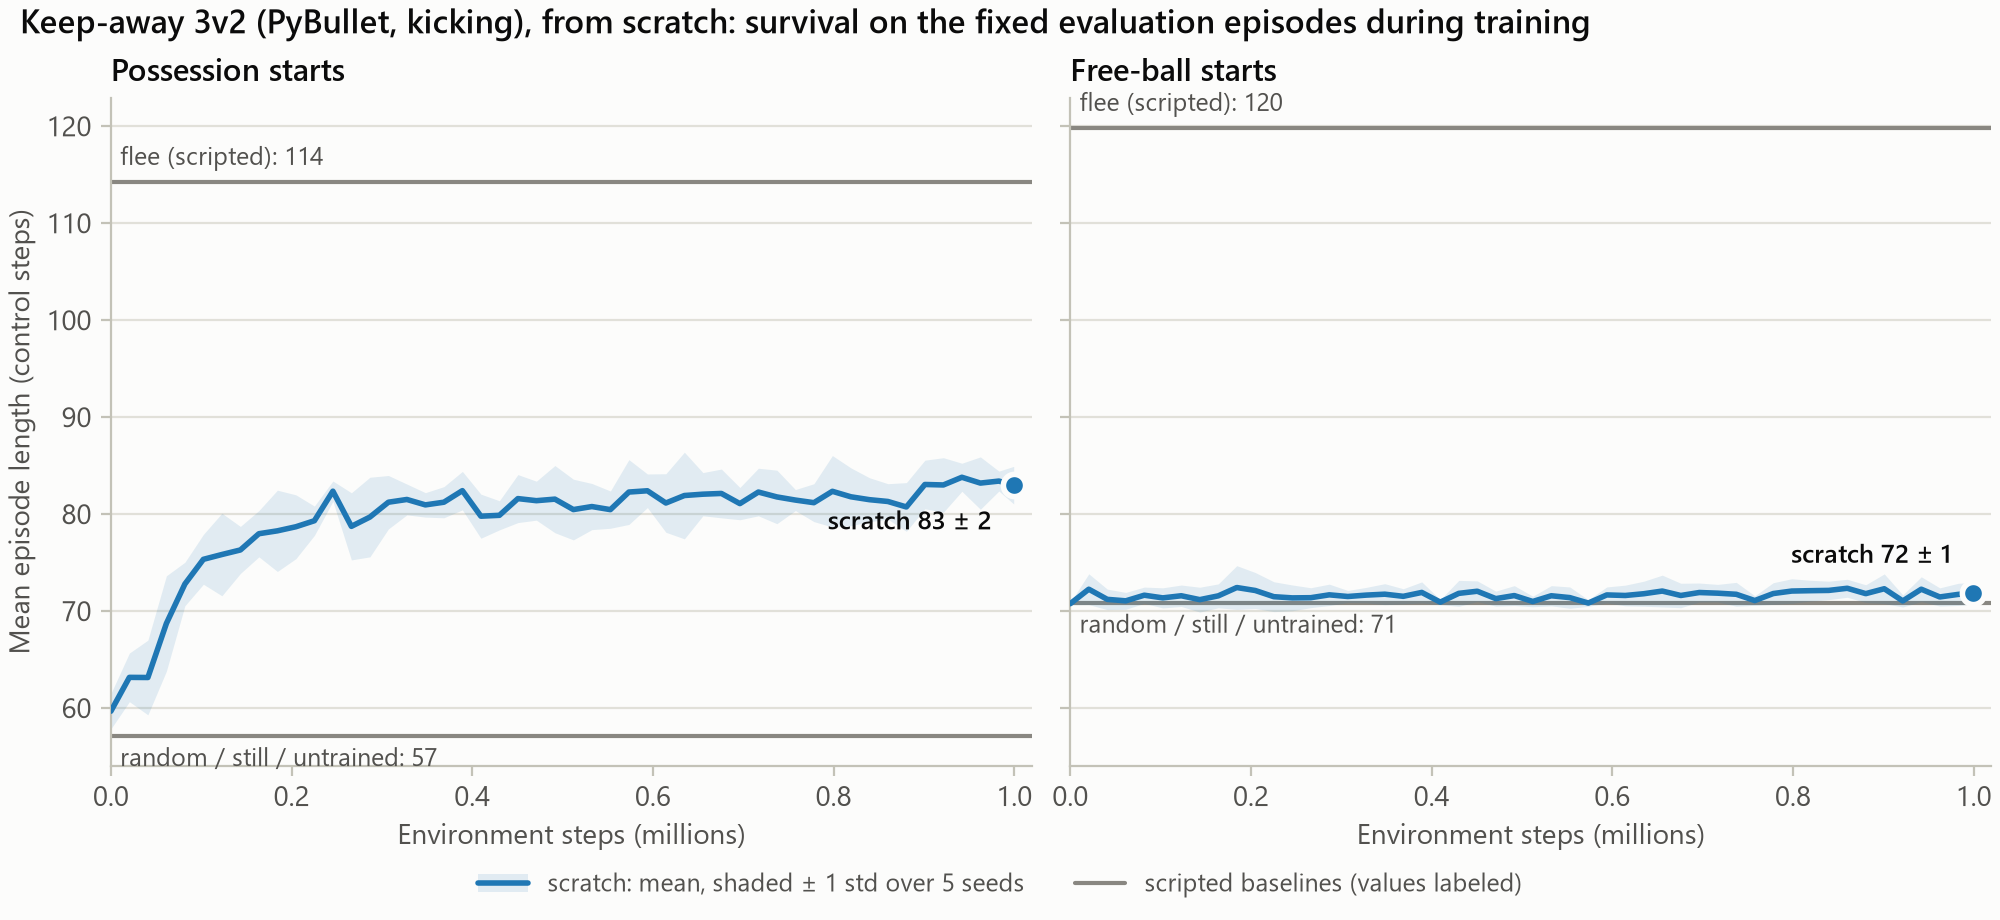 Keep-away 3v2 (PyBullet, kicking), from scratch: survival on the fixed evaluation episodes during training
Possession starts
Mean episode length (control steps)
120
110
100
90
80
70
60
flee (scripted): 114
scratch 83 ± 2
random / still / untrained: 57
0.0
0.2
0.4
0.6
0.8
1.0
Environment steps (millions)
Free-ball starts
flee (scripted): 120
scratch 72 ± 1
random / still / untrained: 71
0.0
0.2
0.4
0.6
0.8
1.0
Environment steps (millions)
scratch: mean, shaded ± 1 std over 5 seeds
scripted baselines (values labeled)